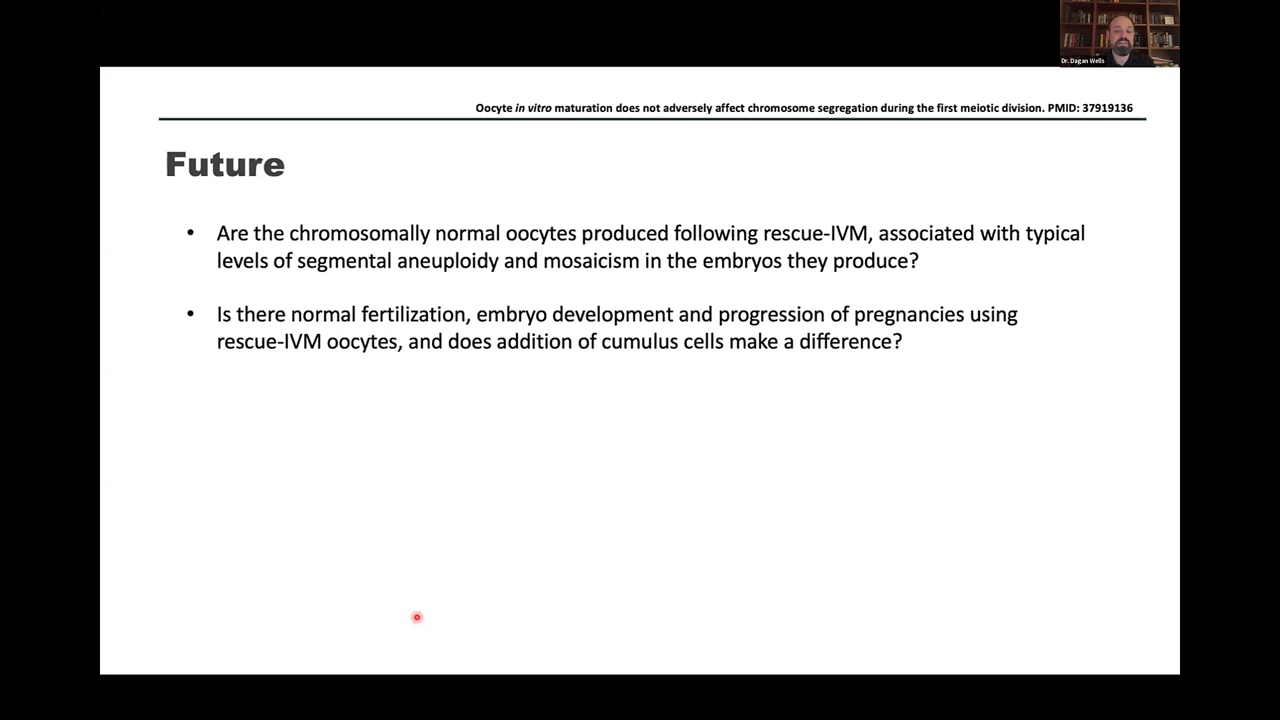 Dr. Dagan Wells
Oocyte in vitro maturation does not adversely affect chromosome segregation during the first meiotic division. PMID: 37919136
Future
• Are the chromosomally normal oocytes produced following rescue-IVM, associated with typical
levels of segmental aneuploidy and mosaicism in the embryos they produce?
• Is there normal fertilization, embryo development and progression of pregnancies using
rescue-IVM oocytes, and does addition of cumulus cells make a difference?